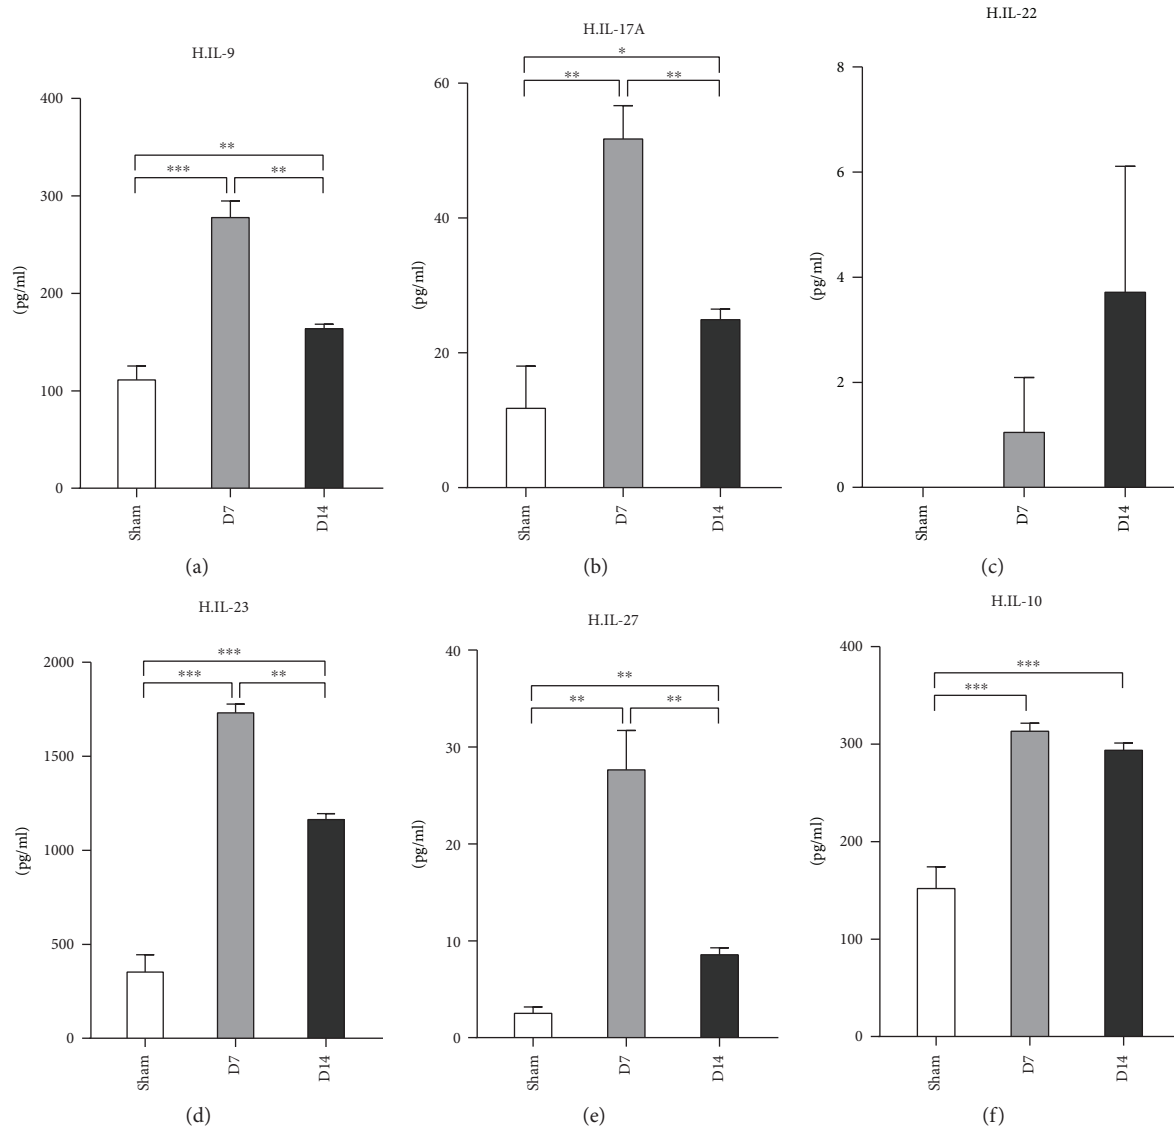 H.IL-9
400
300
200
100
0
(pg/ml)
**
*** **
Sham D7 D14
(a)
H.IL-17A
60
40
20
0
(pg/ml)
*
** **
Sham D7 D14
(b)
H.IL-22
8
6
4
2
0
(pg/ml)
Sham D7 D14
(c)
H.IL-23
2000
1500
1000
500
0
(pg/ml)
***
*** **
Sham D7 D14
(d)
H.IL-27
40
30
20
10
0
(pg/ml)
**
** **
Sham D7 D14
(e)
H.IL-10
400
300
200
100
0
(pg/ml)
***
***
Sham D7 D14
(f)